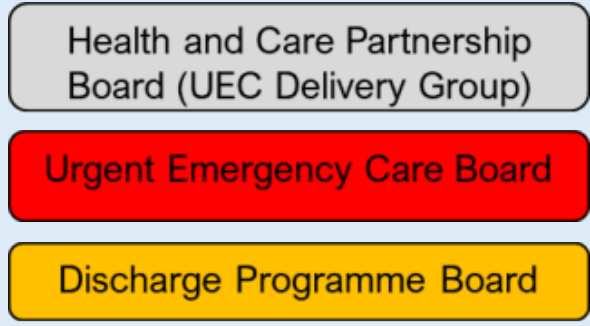 Health and Care Partnership
Board (UEC Delivery Group)
Urgent Emergency Care Board
Discharge Programme Board